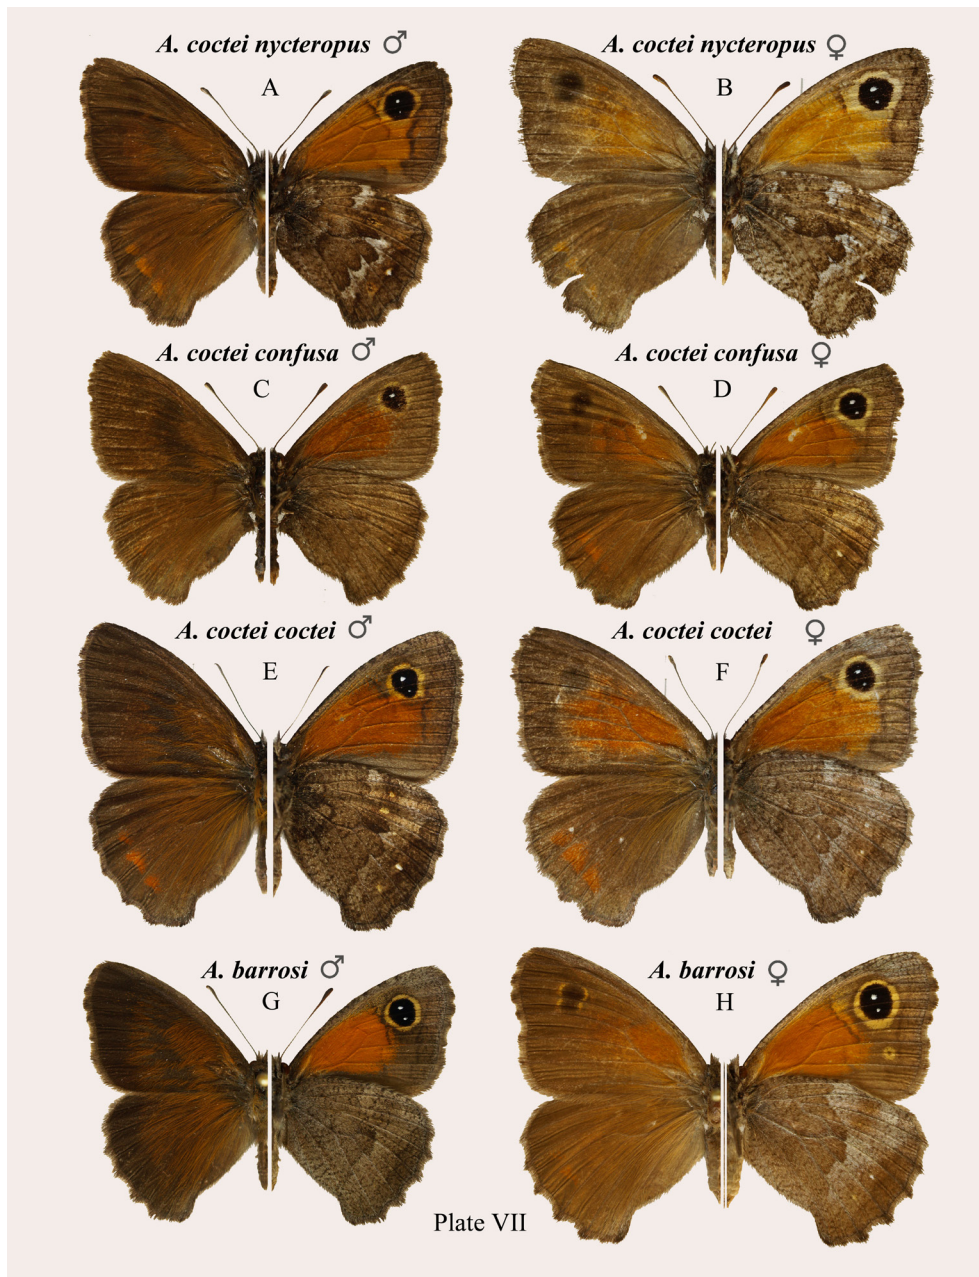 A. coctei nycteropus ♂
A
A. coctei nycteropus ♀
B
A. coctei confusa ♂
C
A. coctei confusa ♀
D
A. coctei coctei ♂
E
A. coctei coctei ♀
F
A. barrosi ♂
G
A. barrosi ♀
H
Plate VII